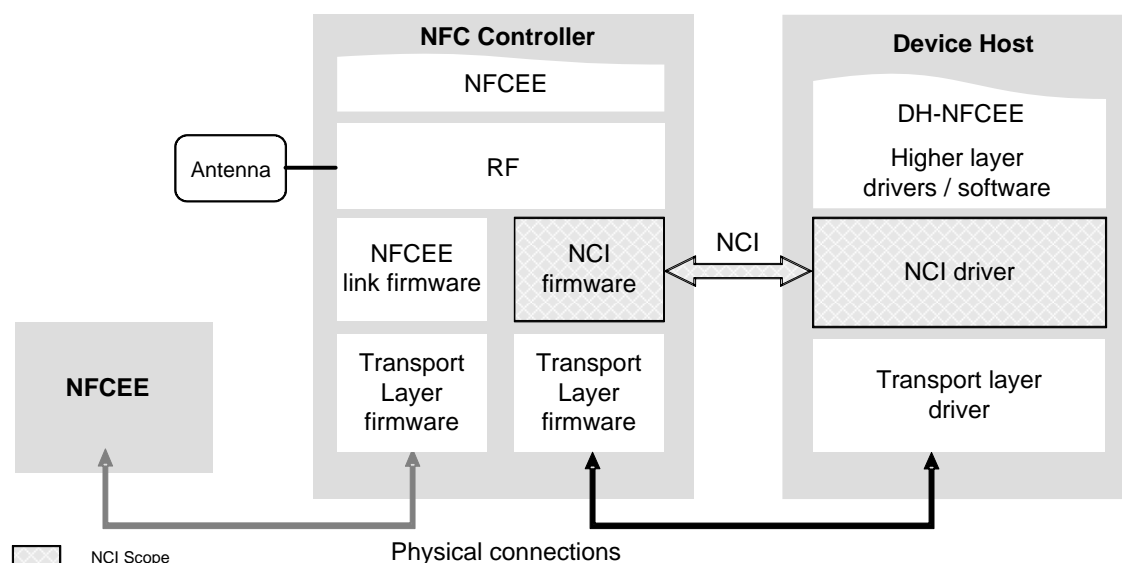 NFC Controller
NFCEE
RF
Antenna
NFCEE
link firmware
NCI
firmware
Transport
Layer
firmware
Transport
Layer
firmware
NCI
Device Host
DH-NFCEE
Higher layer
drivers / software
NCI driver
Transport layer
driver
NFCEE
Physical connections
NCI Scope